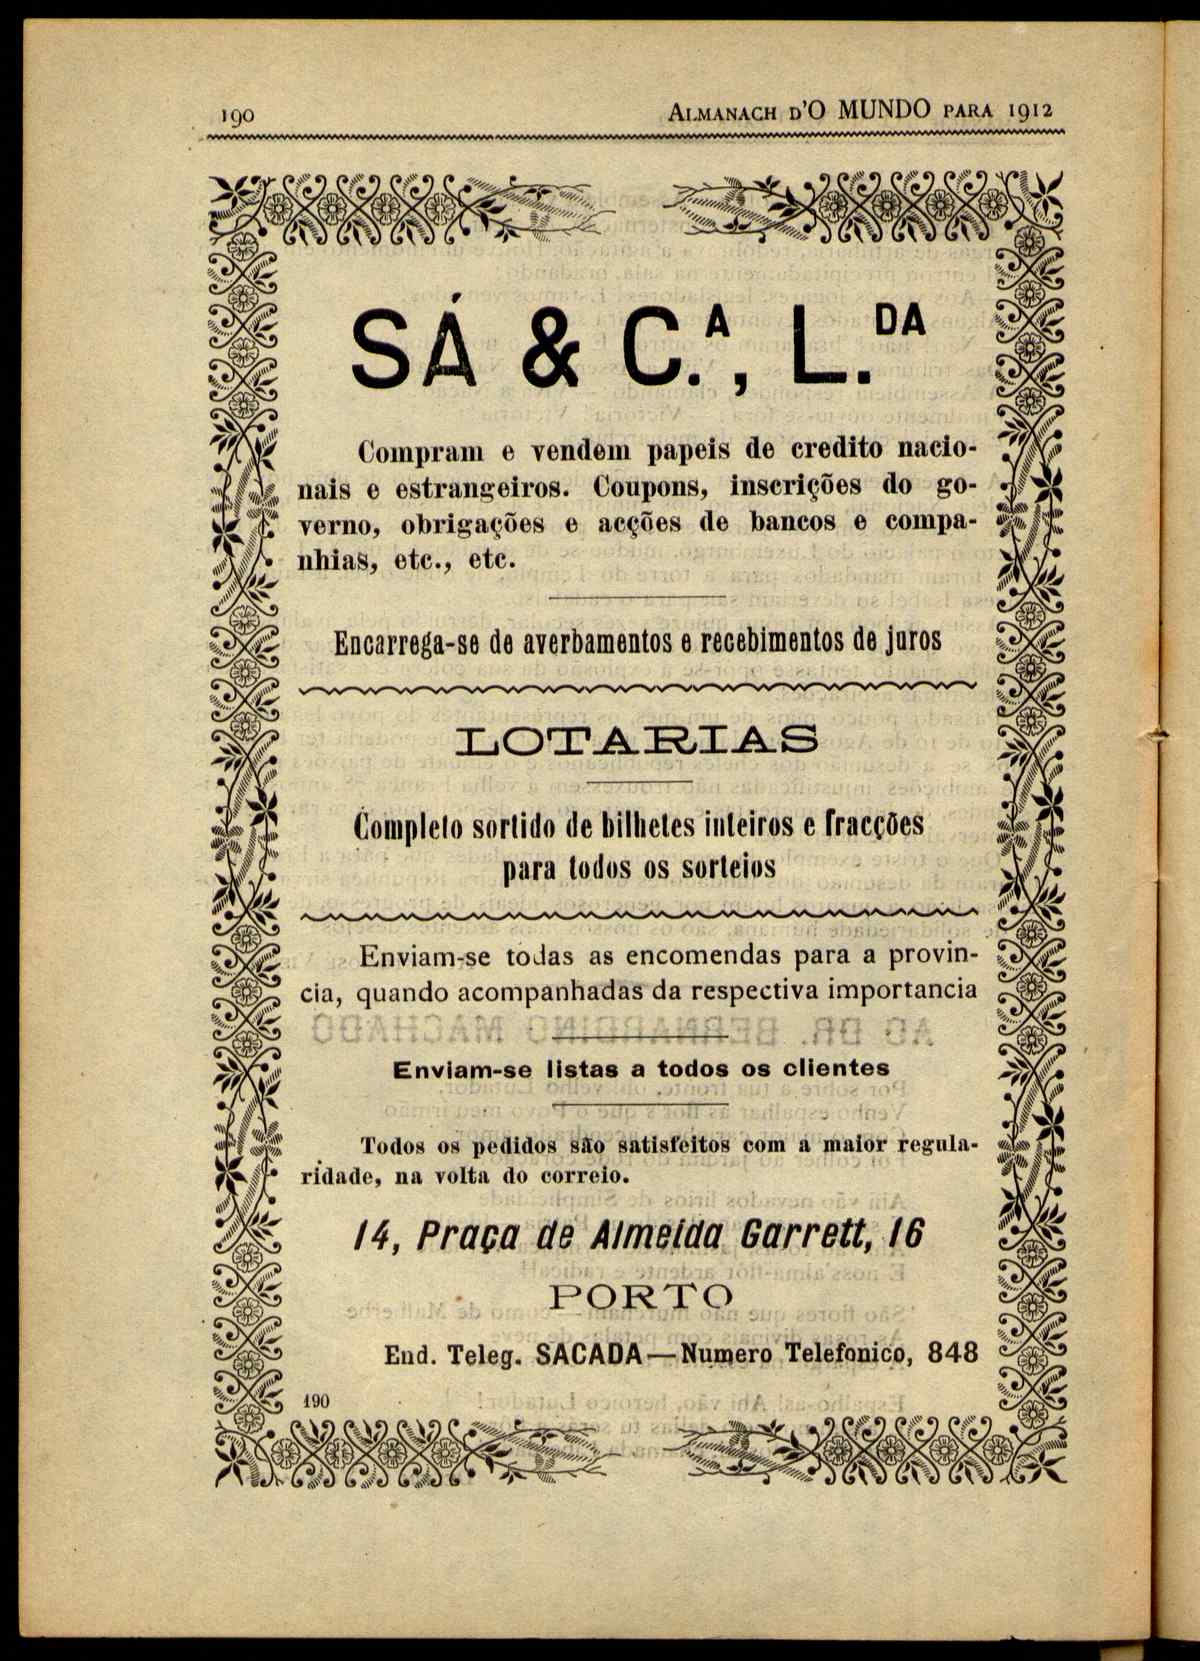 190
ALMANACH D'O MUNDO PARA 1912
SÁ & C.A, L.DA
Compram e vendem papeis de credito nacio-
nais e estrangeiros. Coupons, inscrições do go-
verno, obrigações e acções de bancos e compa-
nhias, etc., etc.
Encarrega-se de averbamentos e recebimentos de juros
LOTARIAS
Completo sortido de bilhetes inteiros e fracções
para todos os sorteios
Enviam-se todas as encomendas para a provin-
cia, quando acompanhadas da respectiva importancia
Enviam-se listas a todos os clientes
Todos os pedidos são satisfeitos com a maior regula-
ridade, na volta do correio.
14, Praça de Almeida Garrett, 16
PORTO
End. Teleg. SACADA—Numero Telefonico, 848
190